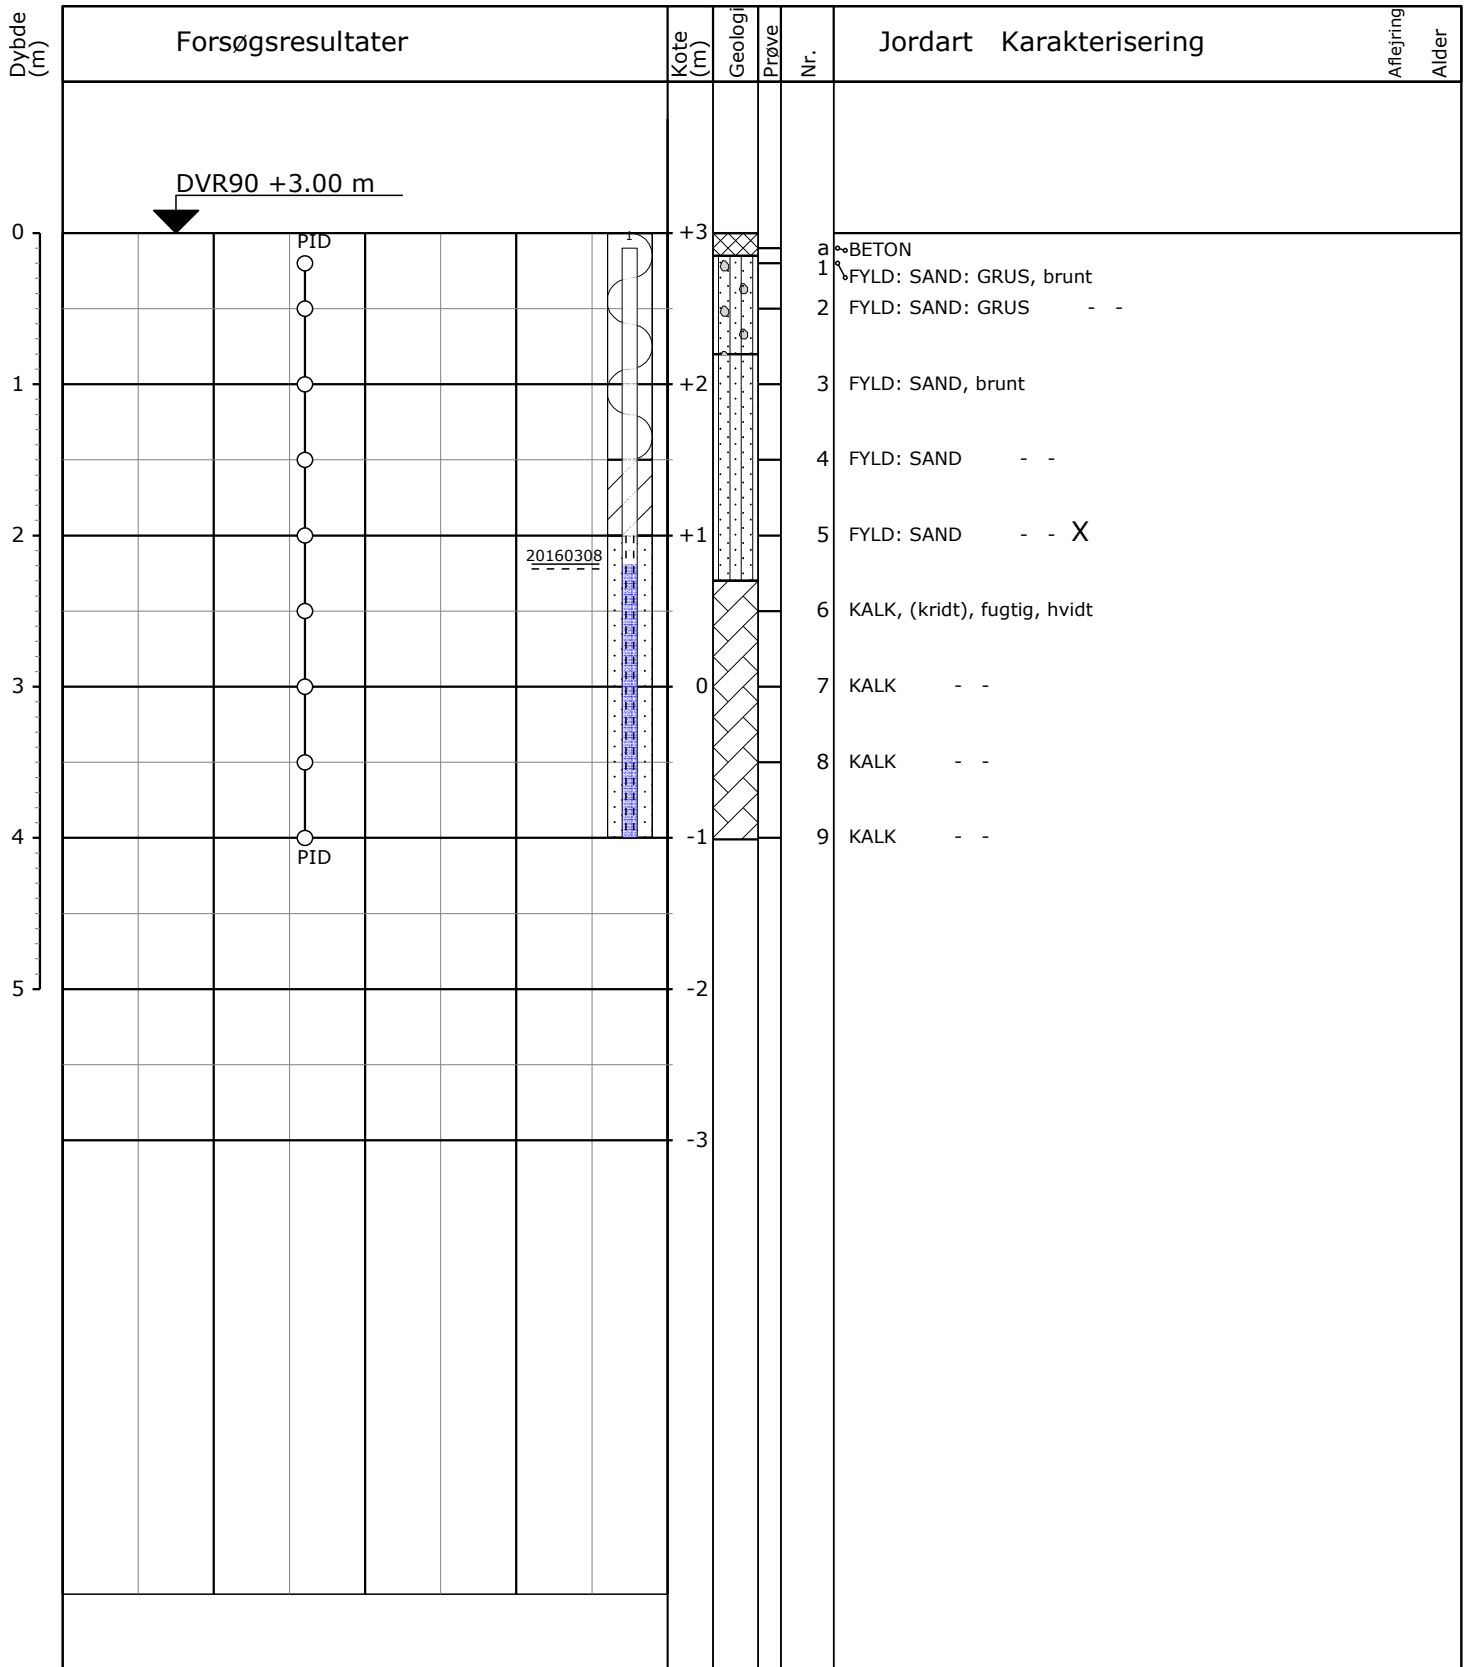 Dybde
(m)
Forsøgsresultater
Kote
(m)
Geologi
Prøve
Nr.
Jordart Karakterisering
Aflejring
Alder
DVR90 +3.00 m
0
PID
1
+3
a BETON
1 FYLD: SAND: GRUS, brunt
2 FYLD: SAND: GRUS - -
1
+2
3 FYLD: SAND, brunt
4 FYLD: SAND - -
2
+1
5 FYLD: SAND - - X
20160308
6 KALK, (kridt), fugtig, hvidt
3
0
7 KALK - -
8 KALK - -
4
-1
9 KALK - -
PID
5
-2
-3